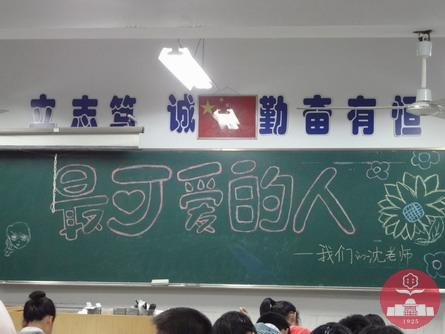 立志笃诚 勤奋有恒
最可爱的人
——我们的沈老师
1925